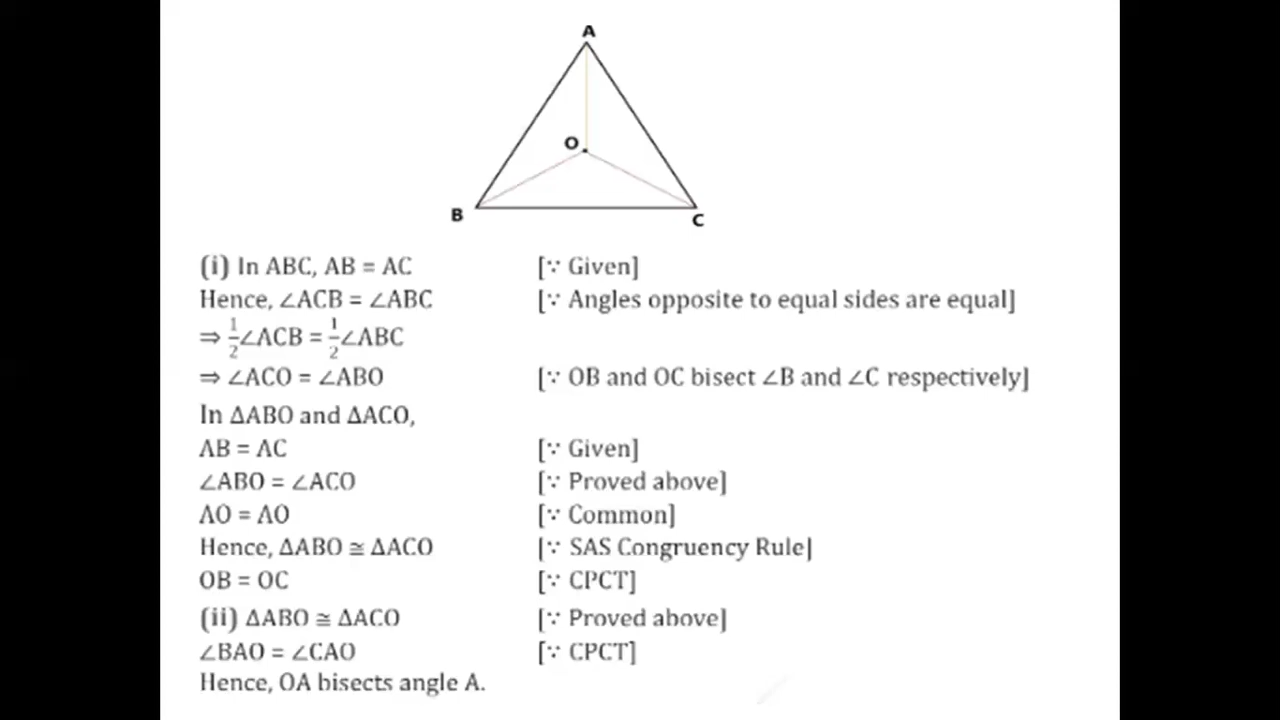 A
O
B
C
(i) In ABC, AB = AC [∵ Given]
Hence, ∠ACB = ∠ABC [∵ Angles opposite to equal sides are equal]
⇒ 1/2∠ACB = 1/2∠ABC
⇒ ∠ACO = ∠ABO [∵ OB and OC bisect ∠B and ∠C respectively]
In ΔABO and ΔACO,
AB = AC [∵ Given]
∠ABO = ∠ACO [∵ Proved above]
AO = AO [∵ Common]
Hence, ΔABO ≅ ΔACO [∵ SAS Congruency Rule]
OB = OC [∵ CPCT]
(ii) ΔABO ≅ ΔACO [∵ Proved above]
∠BAO = ∠CAO [∵ CPCT]
Hence, OA bisects angle A.